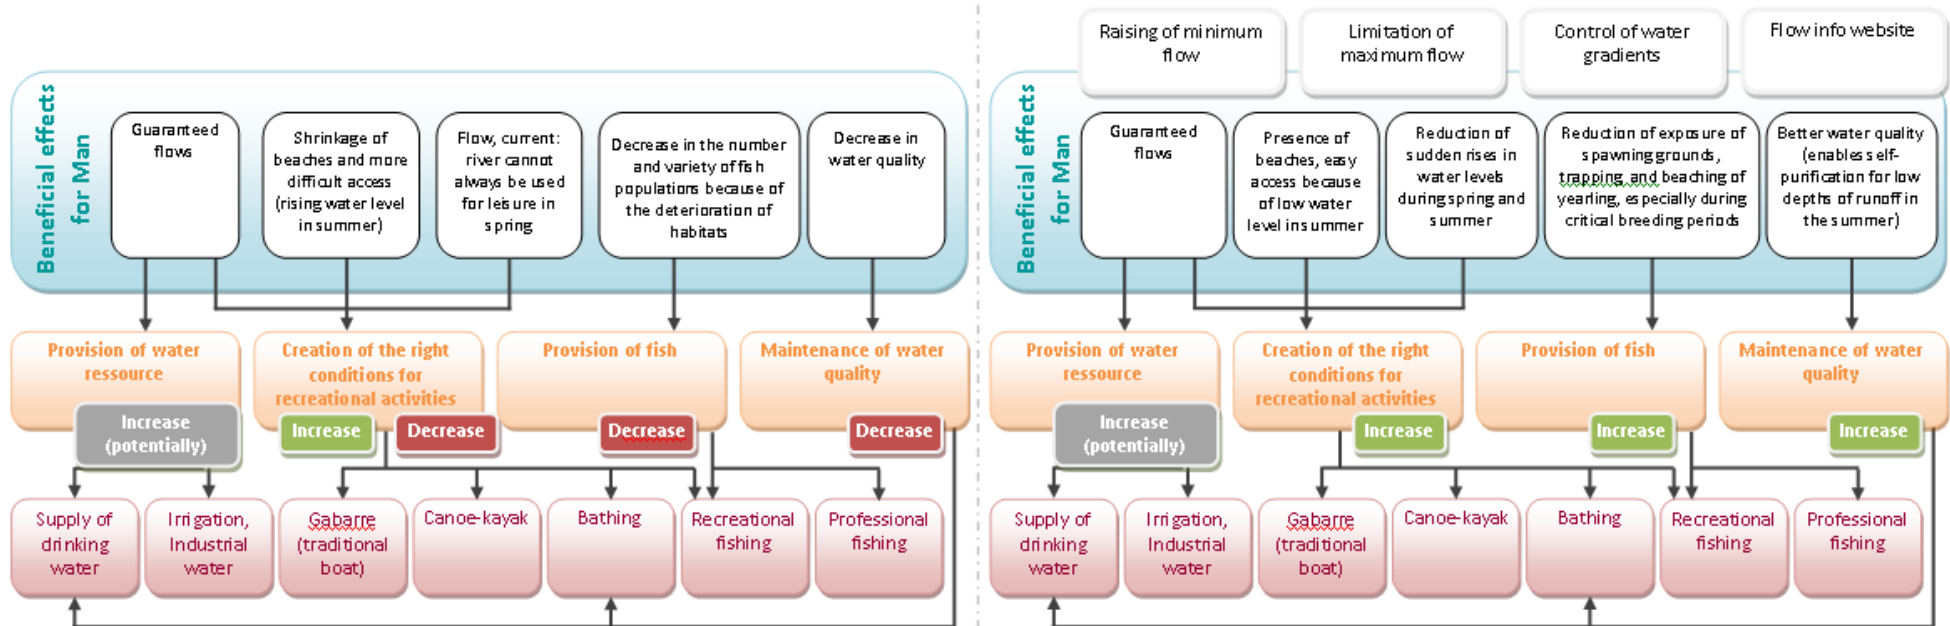 Beneficial effects
for Man
Guaranteed
flows
Shrinkage of
beaches and more
difficult access
(rising water level
in summer)
Flow, current:
river cannot
always be used
for leisure in
spring
Decrease in the number
and variety of fish
populations because of
the deterioration of
habitats
Decrease in
water quality
Provision of water
ressource
Increase
(potentially)
Creation of the right
conditions for
recreational activities
Increase
Decrease
Provision of fish
Decrease
Maintenance of water
quality
Decrease
Supply of
drinking
water
Irrigation,
Industrial
water
Gabarre
(traditional
boat)
Canoe-kayak
Bathing
Recreational
fishing
Professional
fishing
Raising of minimum
flow
Limitation of
maximum flow
Control of water
gradients
Flow info website
Beneficial effects
for Man
Guaranteed
flows
Presence of
beaches, easy
access because
of low water
level in summer
Reduction of
sudden rises in
water levels
during spring and
summer
Reduction of exposure of
spawning grounds,
trapping and beaching of
yearling, especially during
critical breeding periods
Better water quality
(enables self-
purification for low
depths of runoff in
the summer)
Provision of water
ressource
Increase
(potentially)
Creation of the right
conditions for
recreational activities
Increase
Provision of fish
Increase
Maintenance of water
quality
Increase
Supply of
drinking
water
Irrigation,
Industrial
water
Gabarre
(traditional
boat)
Canoe-kayak
Bathing
Recreational
fishing
Professional
fishing